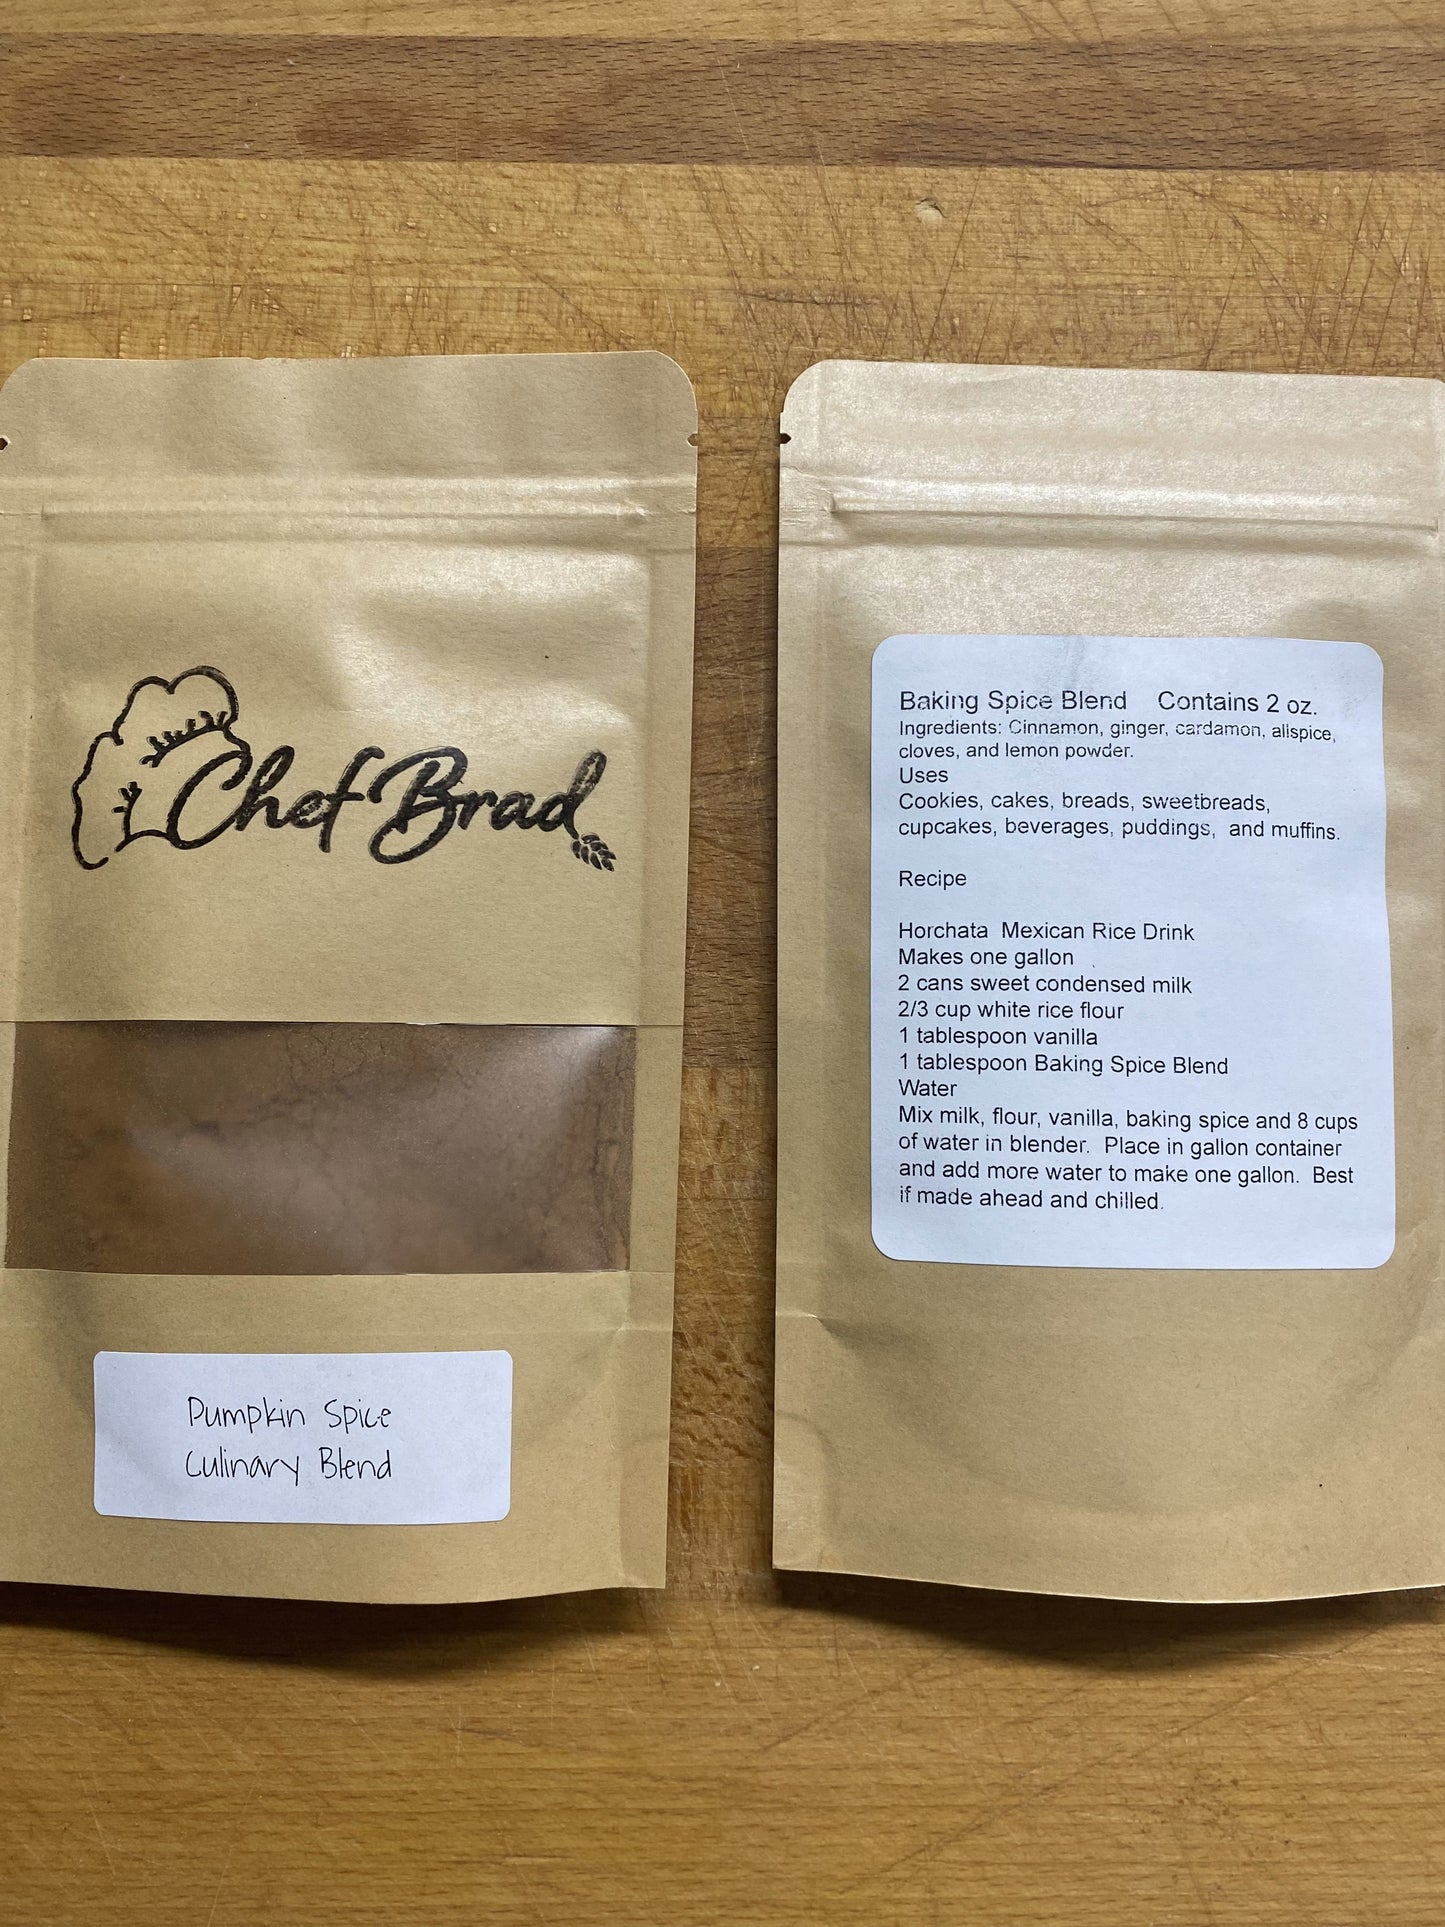 Chef Brad
Pumpkin Spice
Culinary Blend
Baking Spice Blend Contains 2 oz.
Ingredients: Cinnamon, ginger, cardamom, allspice,
cloves, and lemon powder.
Uses
Cookies, cakes, breads, sweetbreads,
cupcakes, beverages, puddings, and muffins.
Recipe
Horchata Mexican Rice Drink
Makes one gallon
2 cans sweet condensed milk
2/3 cup white rice flour
1 tablespoon vanilla
1 tablespoon Baking Spice Blend
Water
Mix milk, flour, vanilla, baking spice and 8 cups
of water in blender. Place in gallon container
and add more water to make one gallon. Best
if made ahead and chilled.